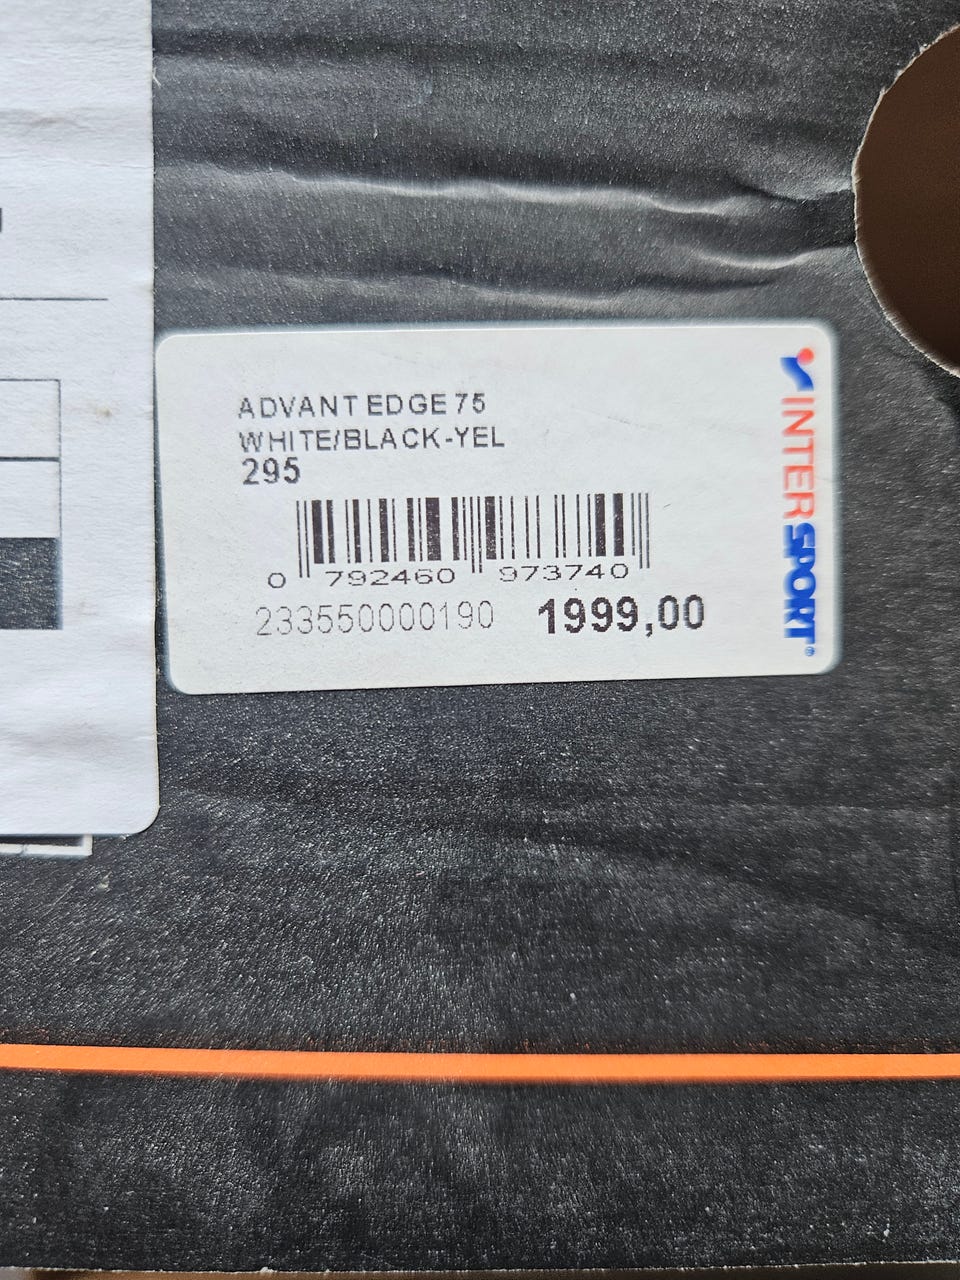 ADVANT EDGE 75
WHITE/BLACK-YEL
295
0 792460 973740
233550000190 1999,00
INTERSPORT®